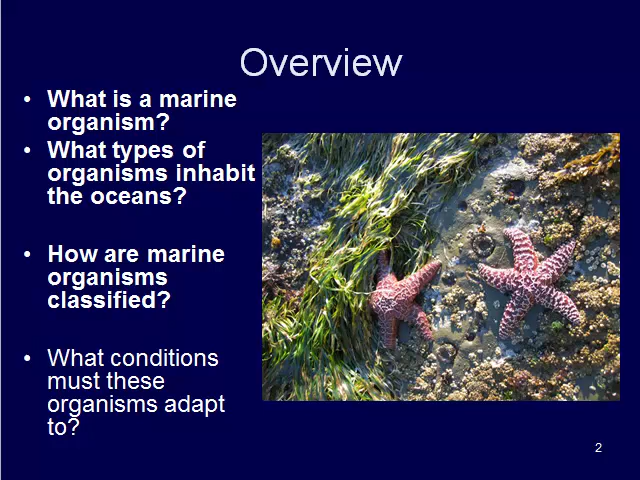 Overview
• What is a marine
organism?
• What types of
organisms inhabit
the oceans?
• How are marine
organisms
classified?
• What conditions
must these
organisms adapt
to?
2